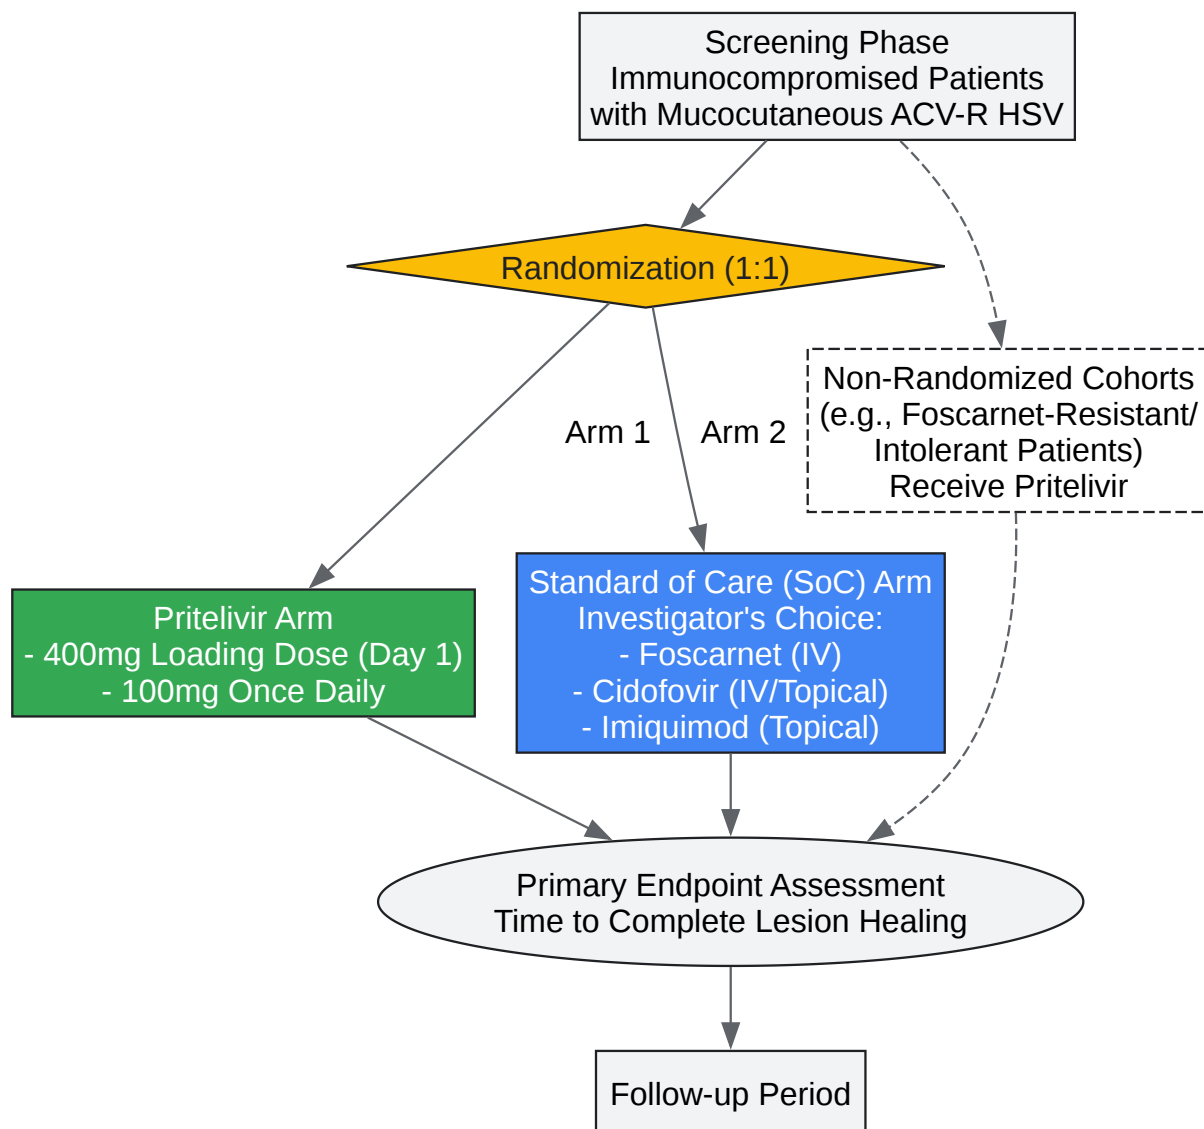 Screening Phase
Immunocompromised Patients
with Mucocutaneous ACV-R HSV
Randomization (1:1)
Non-Randomized Cohorts
(e.g., Foscarnet-Resistant/
Intolerant Patients)
Receive Pritelivir
Arm 1
Arm 2
Pritelivir Arm
- 400mg Loading Dose (Day 1)
- 100mg Once Daily
Standard of Care (SoC) Arm
Investigator's Choice:
- Foscarnet (IV)
- Cidofovir (IV/Topical)
- Imiquimod (Topical)
Primary Endpoint Assessment
Time to Complete Lesion Healing
Follow-up Period